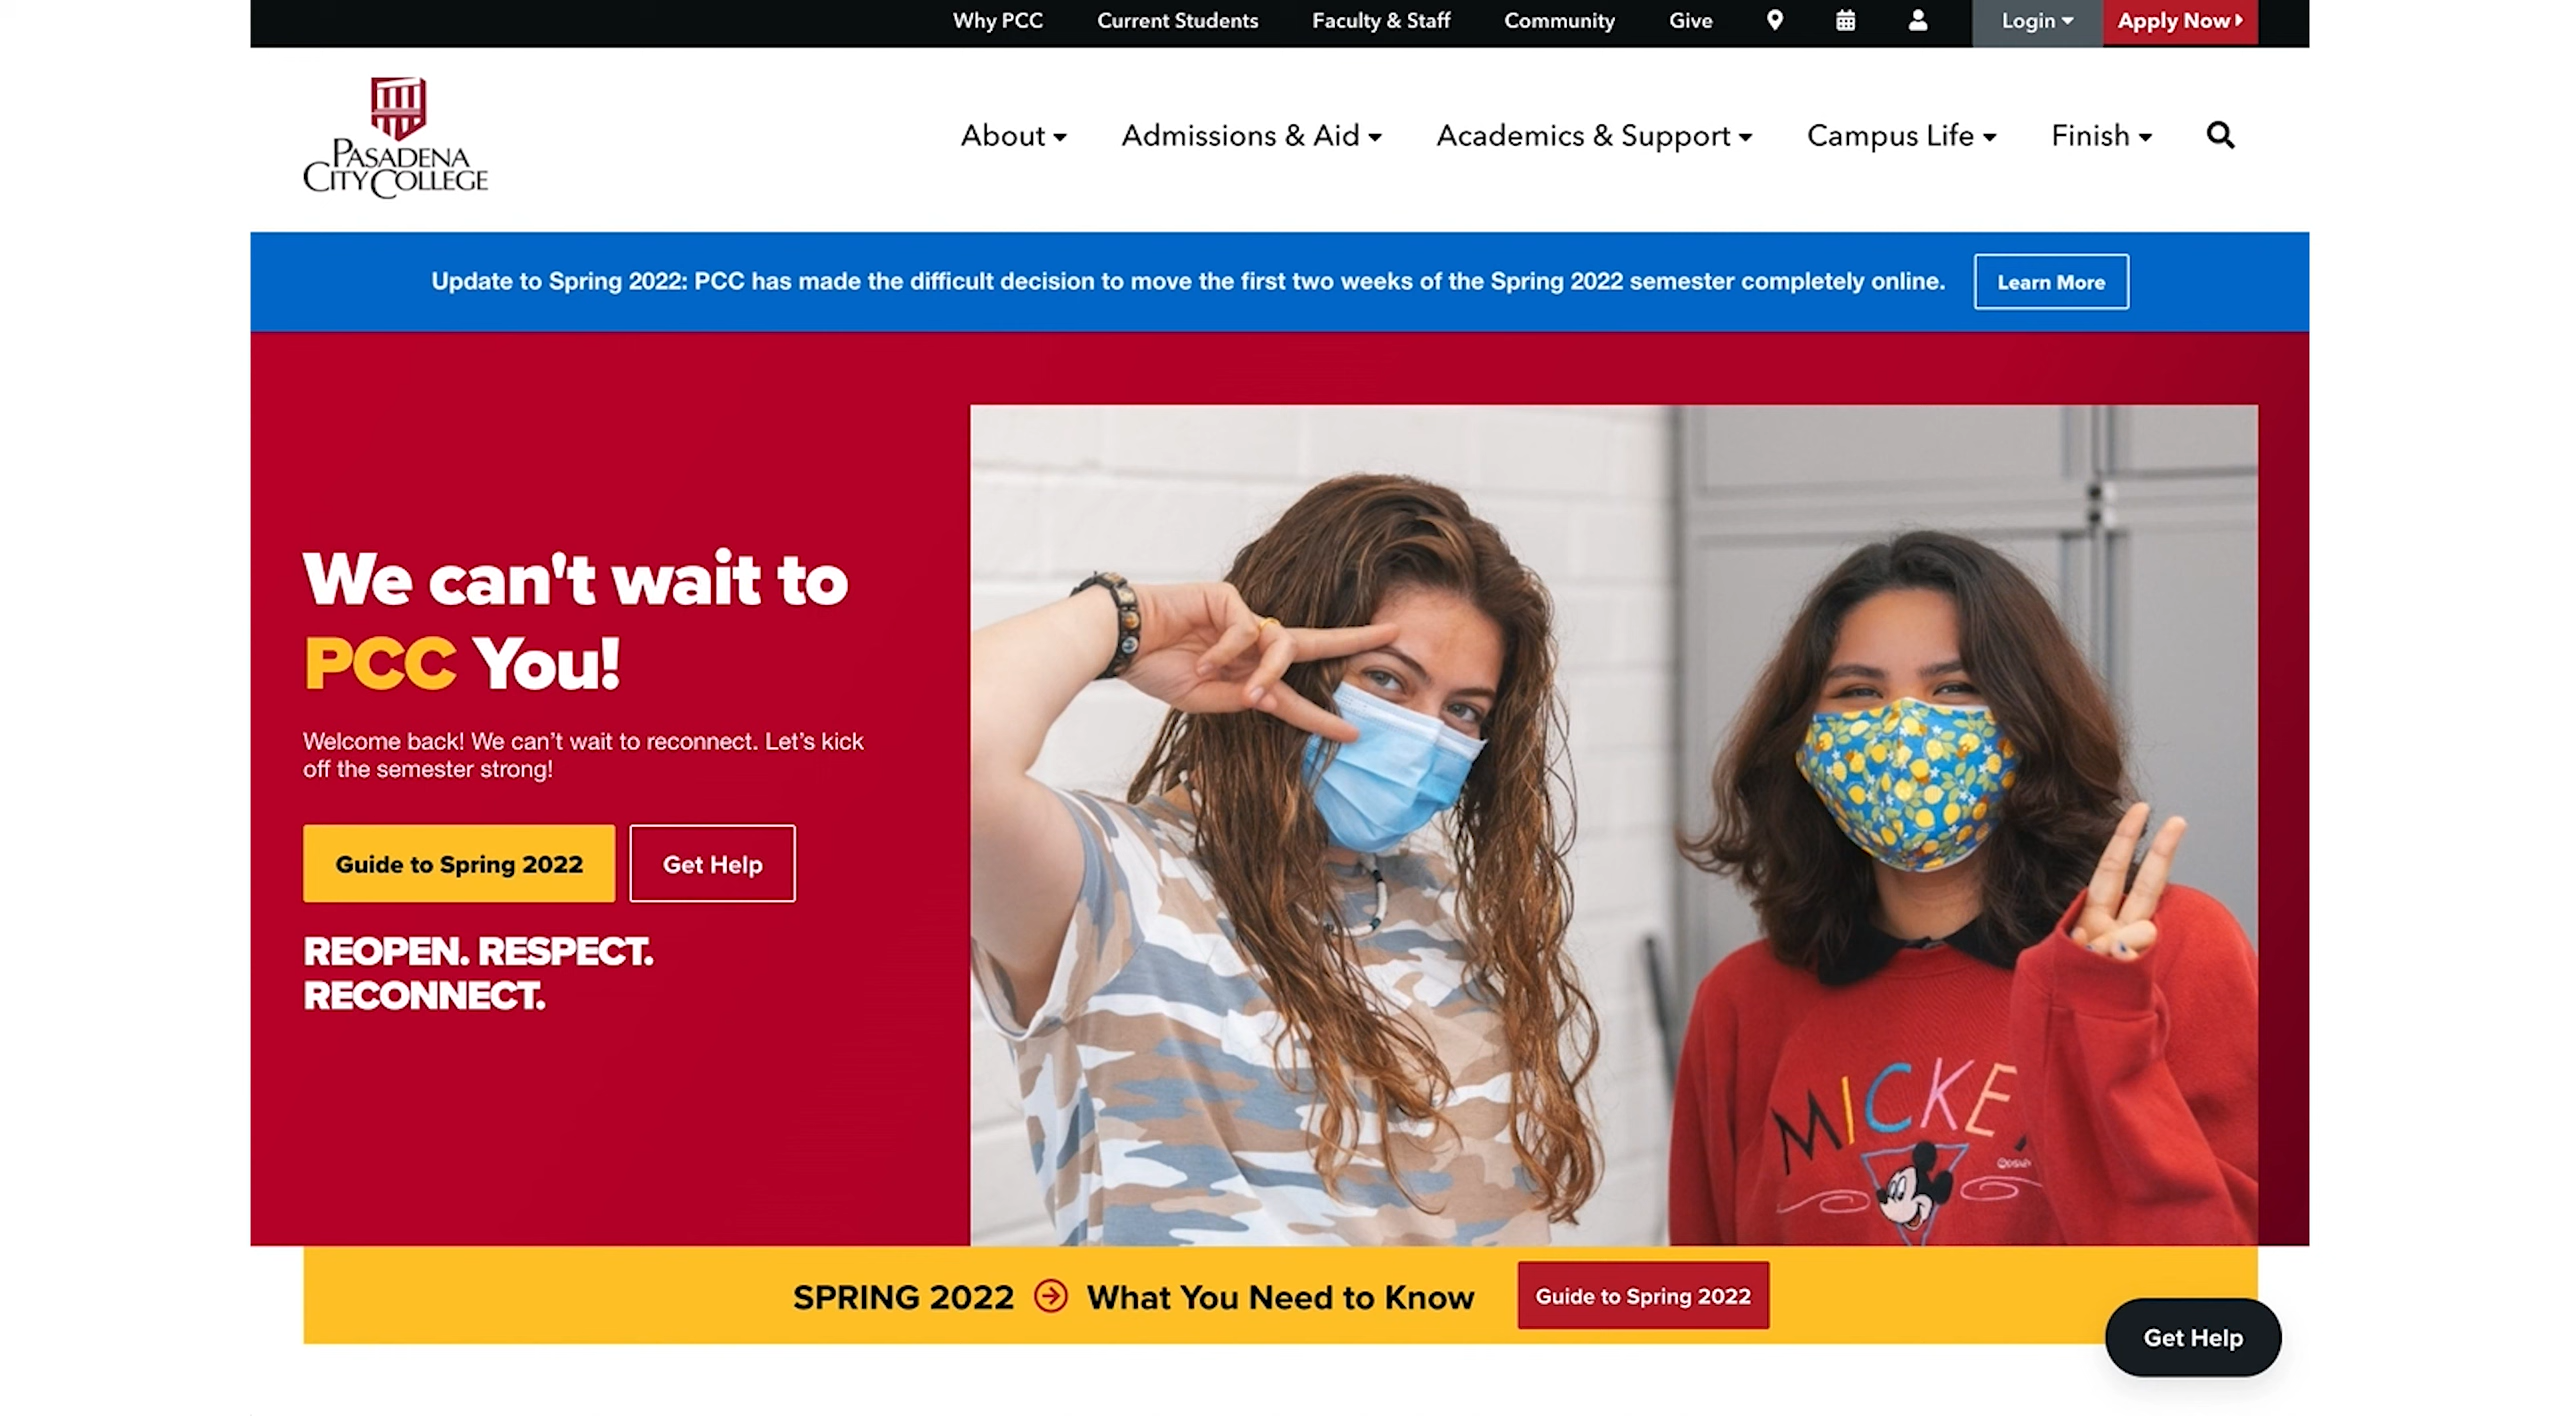 Why PCC Current Students Faculty & Staff Community Give Login Apply Now
PASADENA
CITY COLLEGE
About Admissions & Aid Academics & Support Campus Life Finish
Update to Spring 2022: PCC has made the difficult decision to move the first two weeks of the Spring 2022 semester completely online. Learn More
We can't wait to
PCC You!
Welcome back! We can’t wait to reconnect. Let’s kick
off the semester strong!
Guide to Spring 2022 Get Help
REOPEN. RESPECT.
RECONNECT.
MICKE
SPRING 2022 What You Need to Know Guide to Spring 2022
Get Help